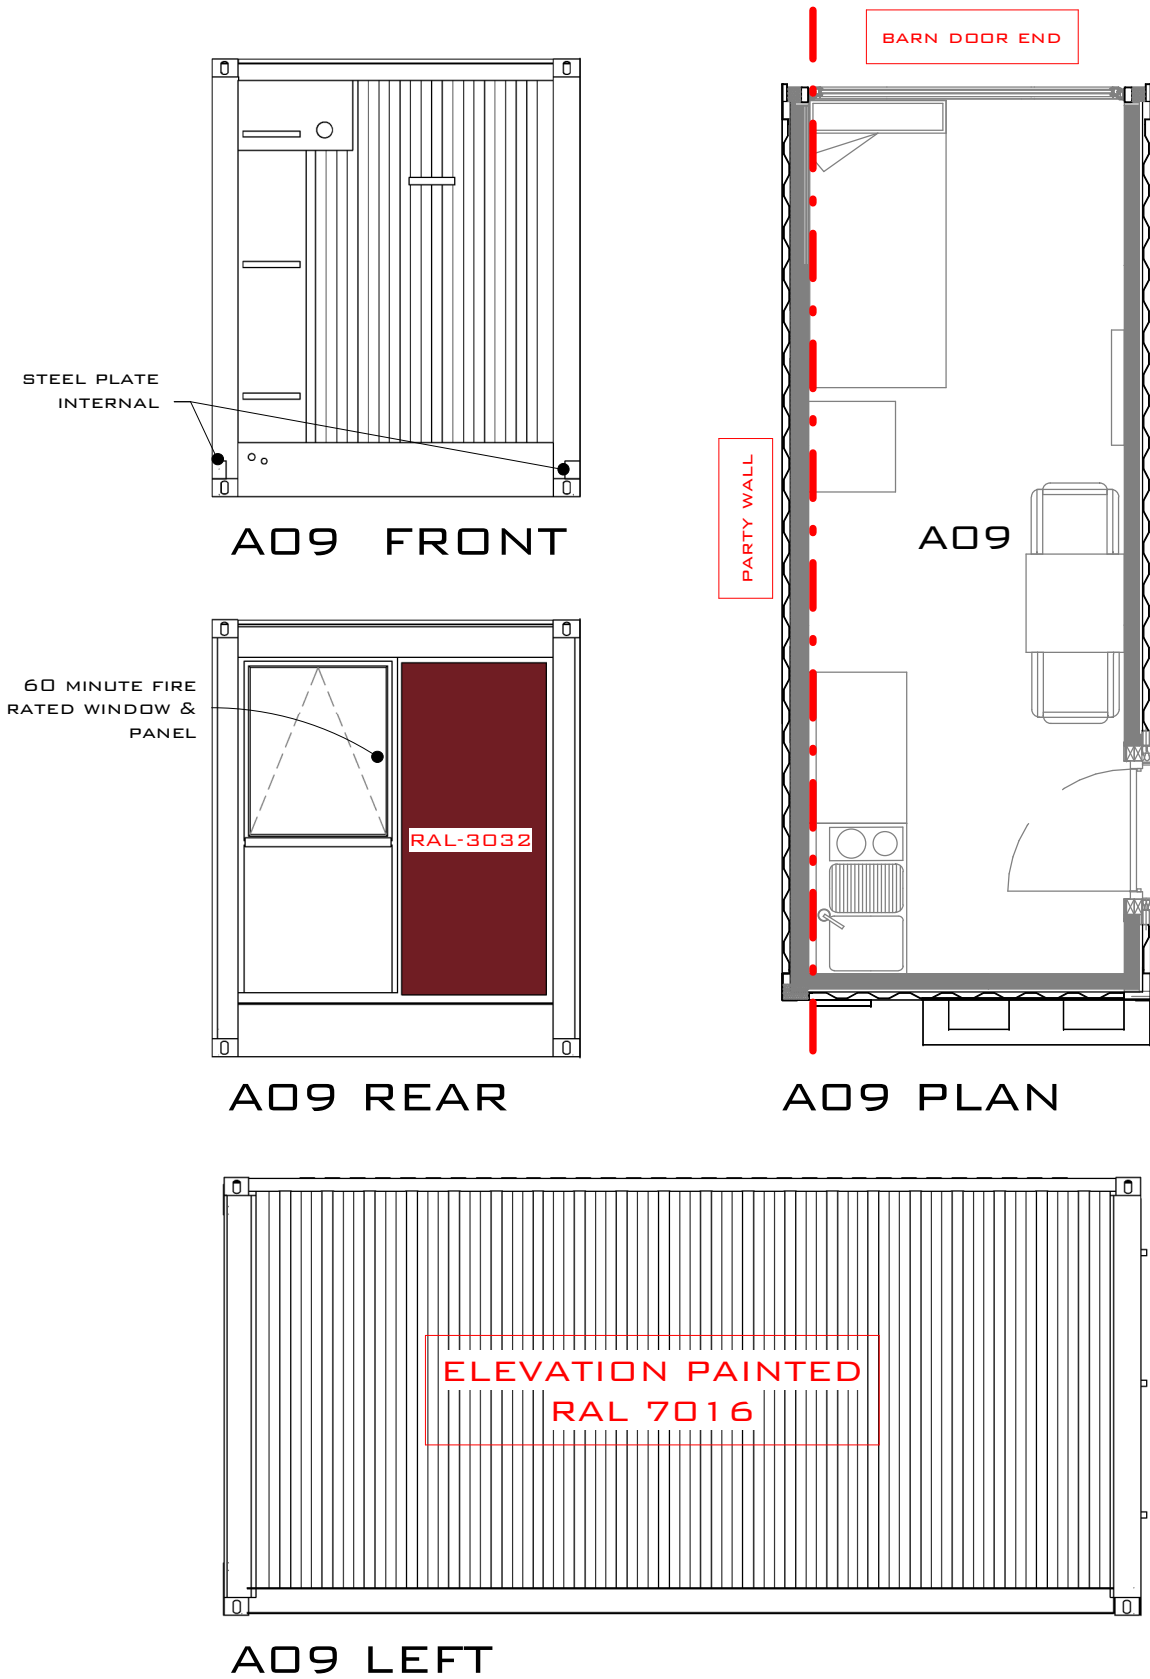 BARN DOOR END
STEEL PLATE
INTERNAL
A09 FRONT
PARTY WALL
A09
60 MINUTE FIRE
RATED WINDOW &
PANEL
RAL-3032
A09 REAR
A09 PLAN
ELEVATION PAINTED
RAL 7016
A09 LEFT